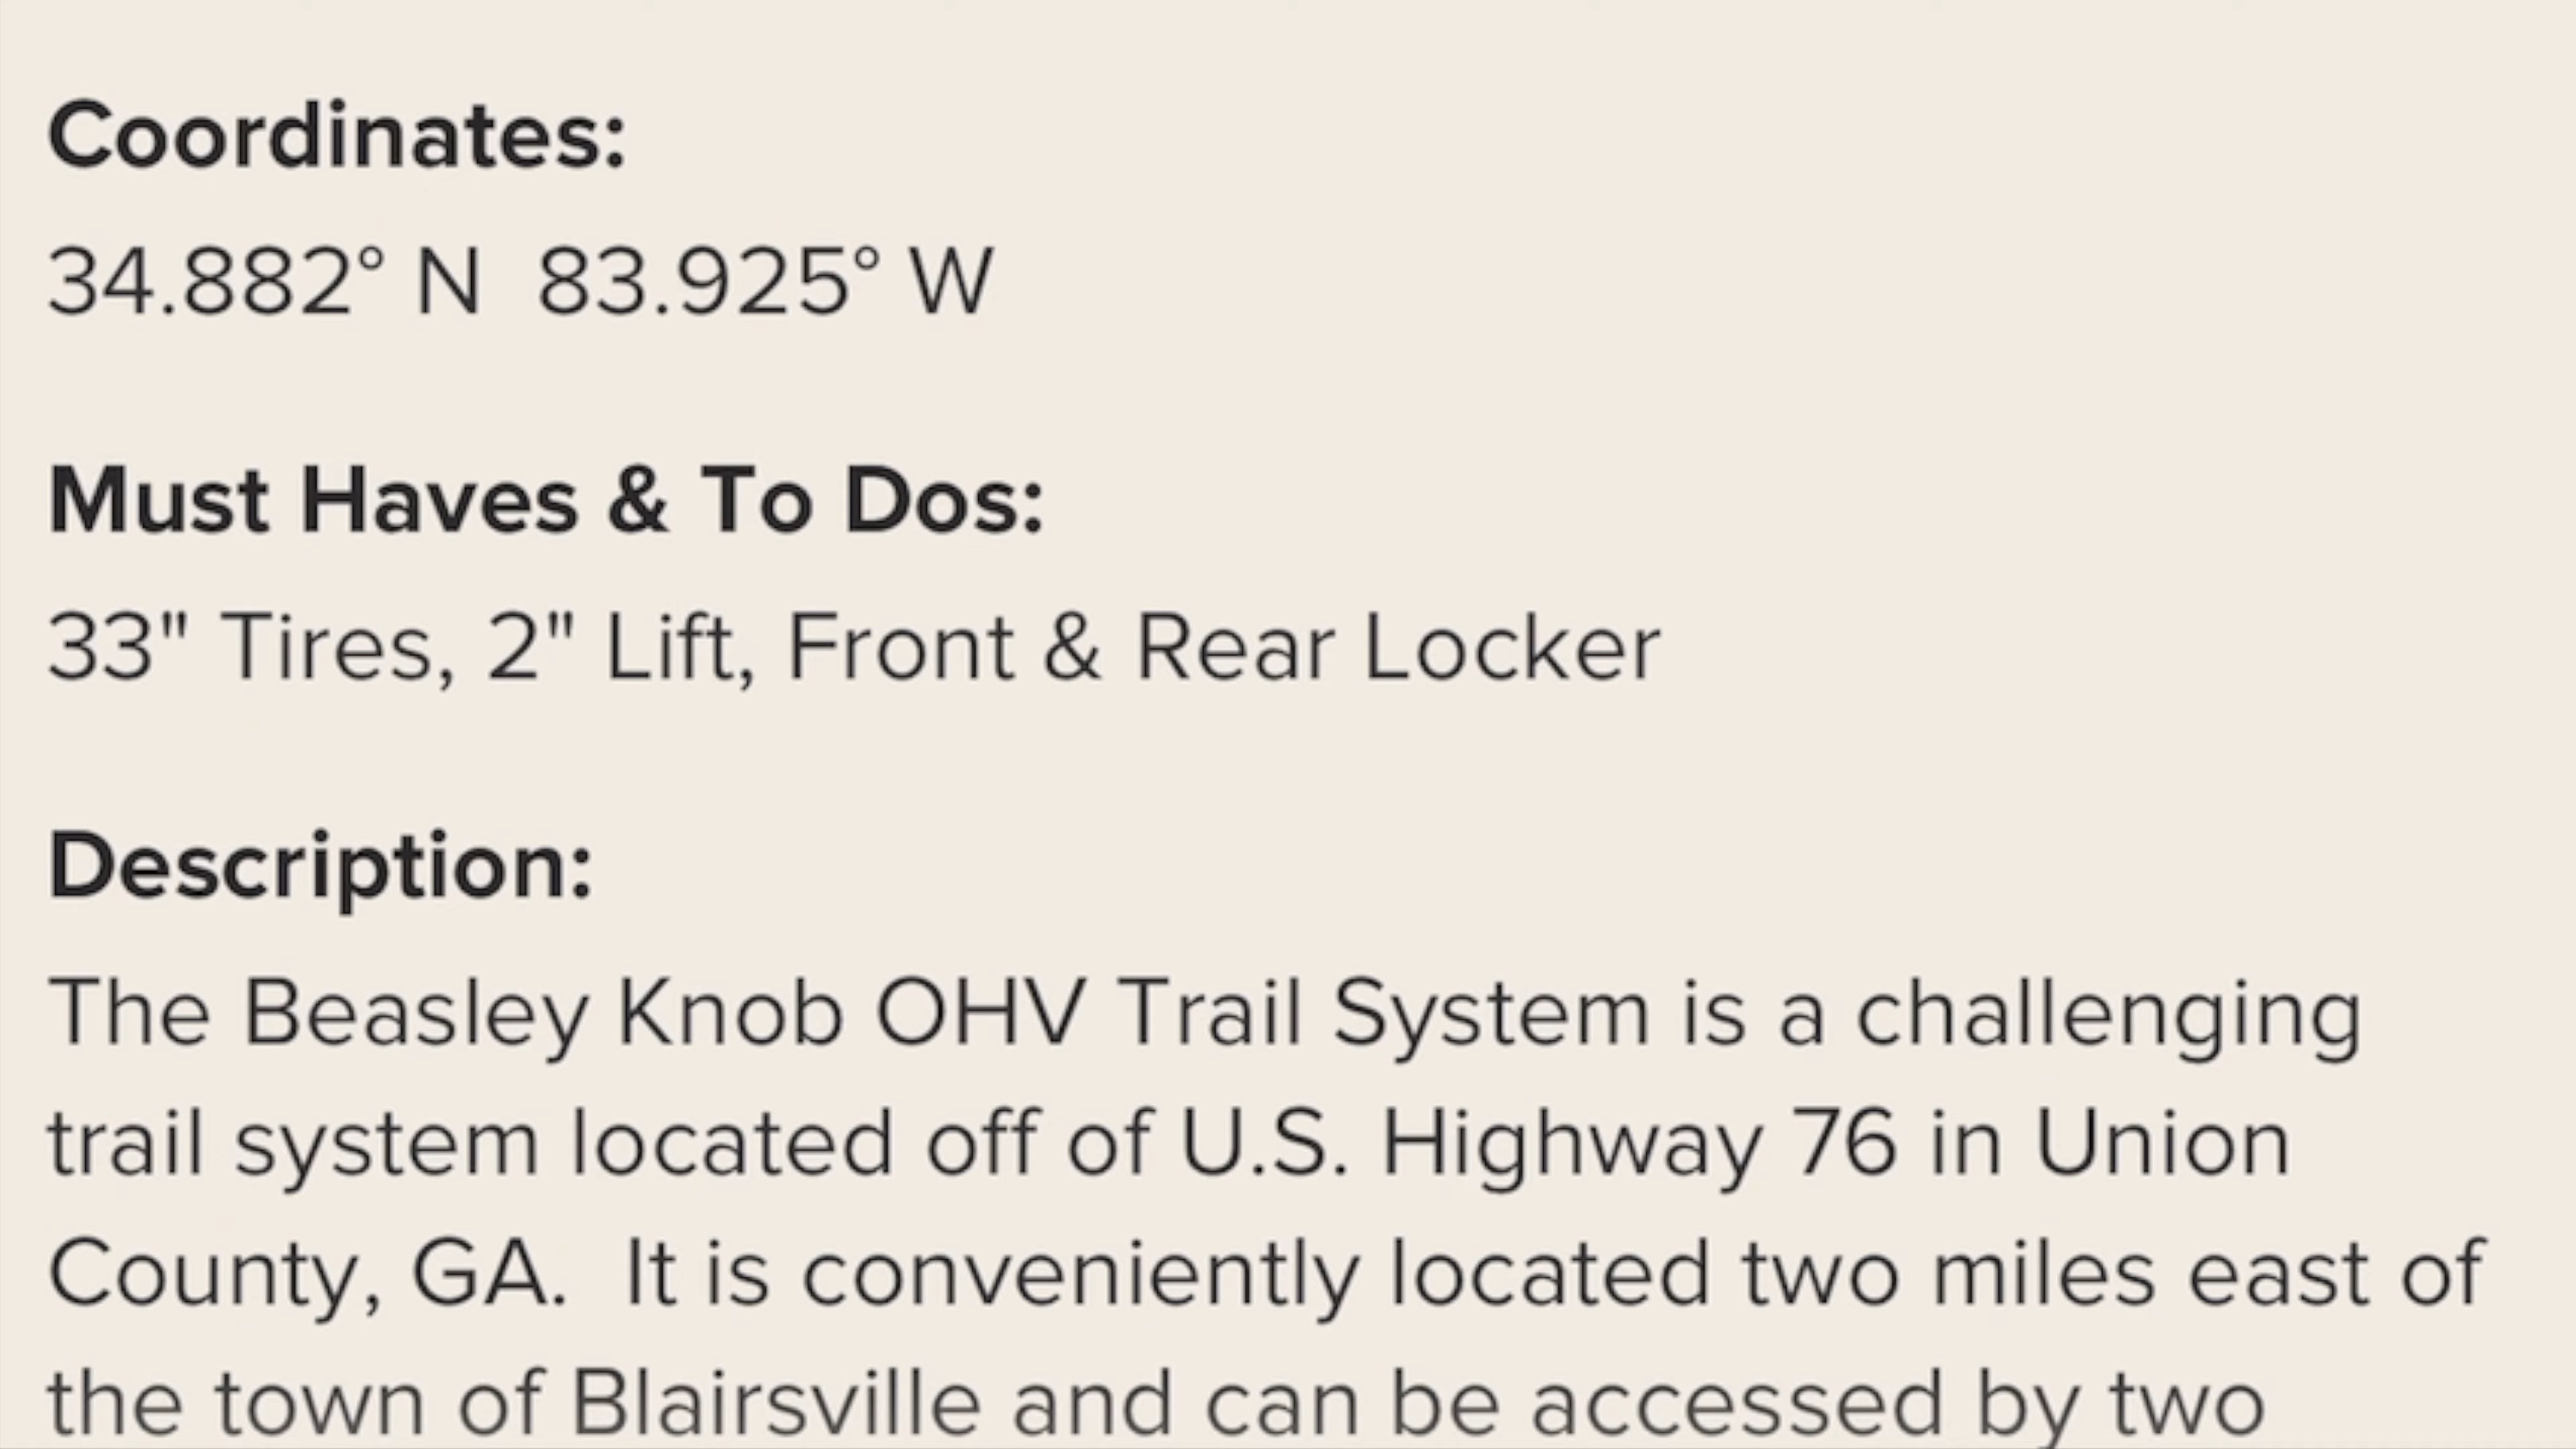 Coordinates:
34.882° N  83.925° W
Must Haves & To Dos:
33" Tires, 2" Lift, Front & Rear Locker
Description:
The Beasley Knob OHV Trail System is a challenging
trail system located off of U.S. Highway 76 in Union
County, GA.  It is conveniently located two miles east of
the town of Blairsville and can be accessed by two